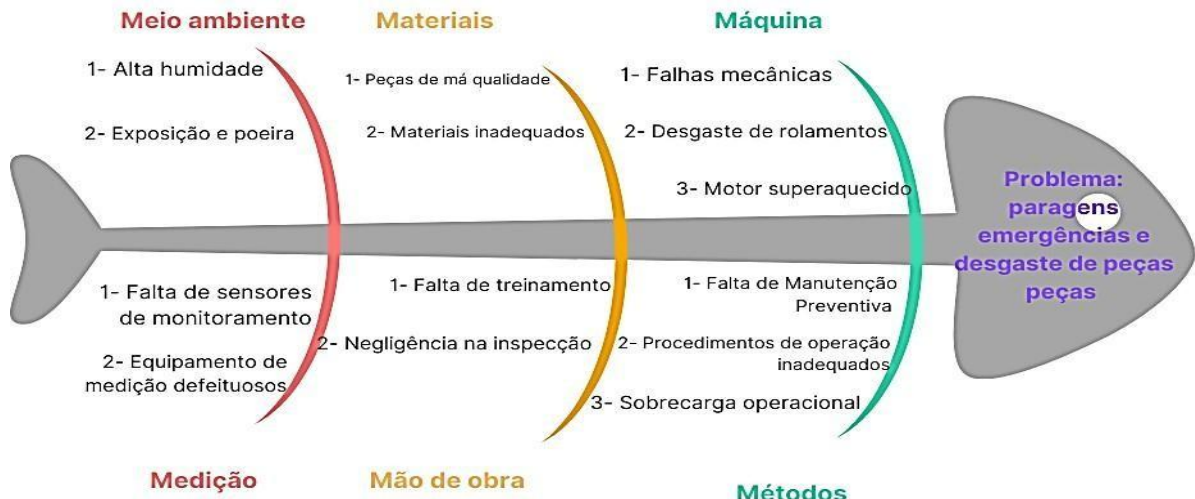 Meio ambiente
1- Alta humidade
2- Exposição e poeira
Materiais
1- Peças de má qualidade
2- Materiais inadequados
Máquina
1- Falhas mecânicas
2- Desgaste de rolamentos
3- Motor superaquecido
Problema:
paragens
emergências e
desgaste de peças
peças
1- Falta de sensores
de monitoramento
2- Equipamento de
medição defeituosos
Medição
1- Falta de treinamento
2- Negligência na inspecção
Mão de obra
1- Falta de Manutenção
Preventiva
2- Procedimentos de operação
inadequados
3- Sobrecarga operacional
Métodos